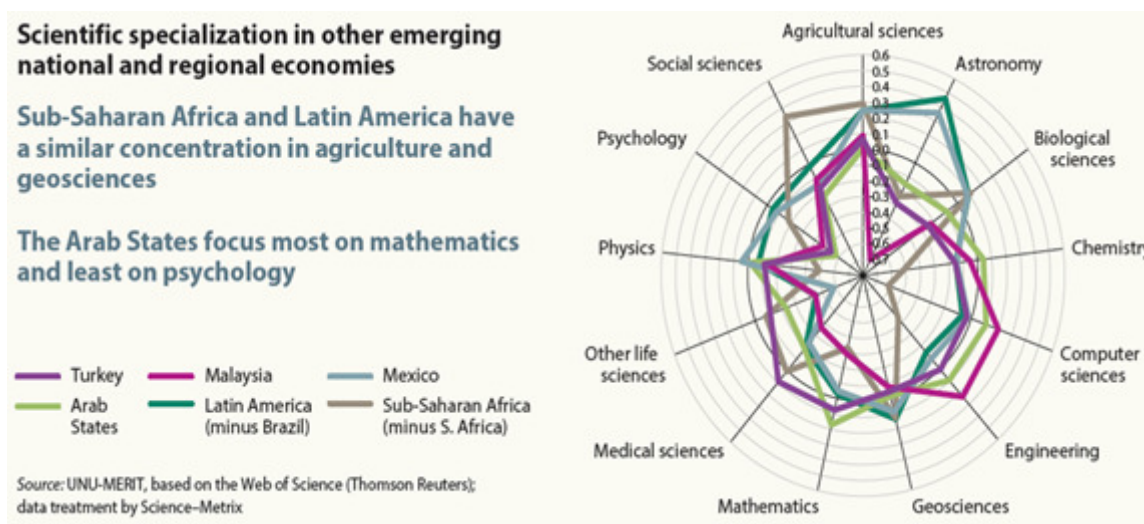 Scientific specialization in other emerging
national and regional economies
Sub-Saharan Africa and Latin America have
a similar concentration in agriculture and
geosciences
The Arab States focus most on mathematics
and least on psychology
Turkey
Malaysia
Mexico
Arab
States
Latin America
(minus Brazil)
Sub-Saharan Africa
(minus S. Africa)
Source: UNU-MERIT, based on the Web of Science (Thomson Reuters);
data treatment by Science–Metrix
Agricultural sciences
Astronomy
Biological
sciences
Chemistry
Computer
sciences
Engineering
Geosciences
Mathematics
Medical sciences
Other life
sciences
Physics
Psychology
Social sciences
0.6
0.5
0.4
0.3
0.2
0.1
0.0